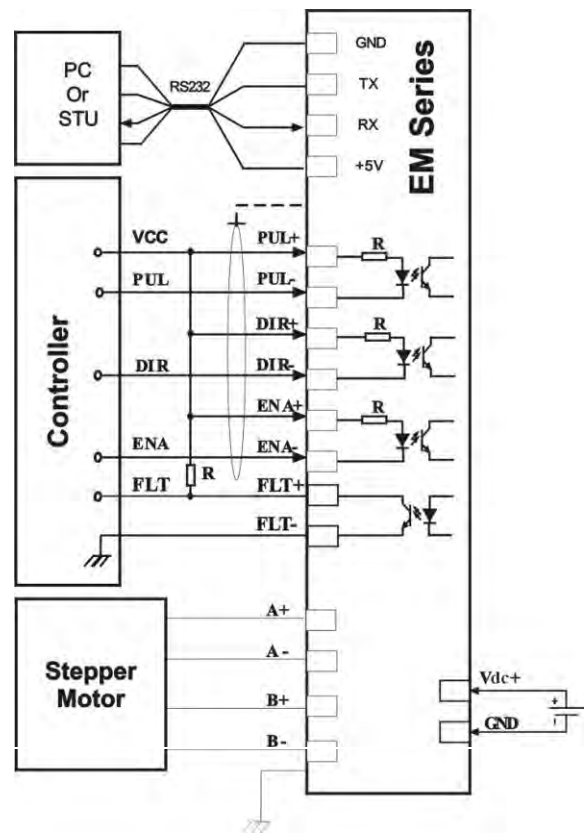 PC
Or
STU
RS232
GND
TX
RX
+5V
EM Series
Controller
VCC
PUL+
R
PUL
PUL-
DIR+
R
DIR
DIR-
ENA+
R
ENA
ENA-
R
FLT
FLT+
FLT-
Stepper
Motor
A+
A-
B+
B-
Vdc+
+
-
GND